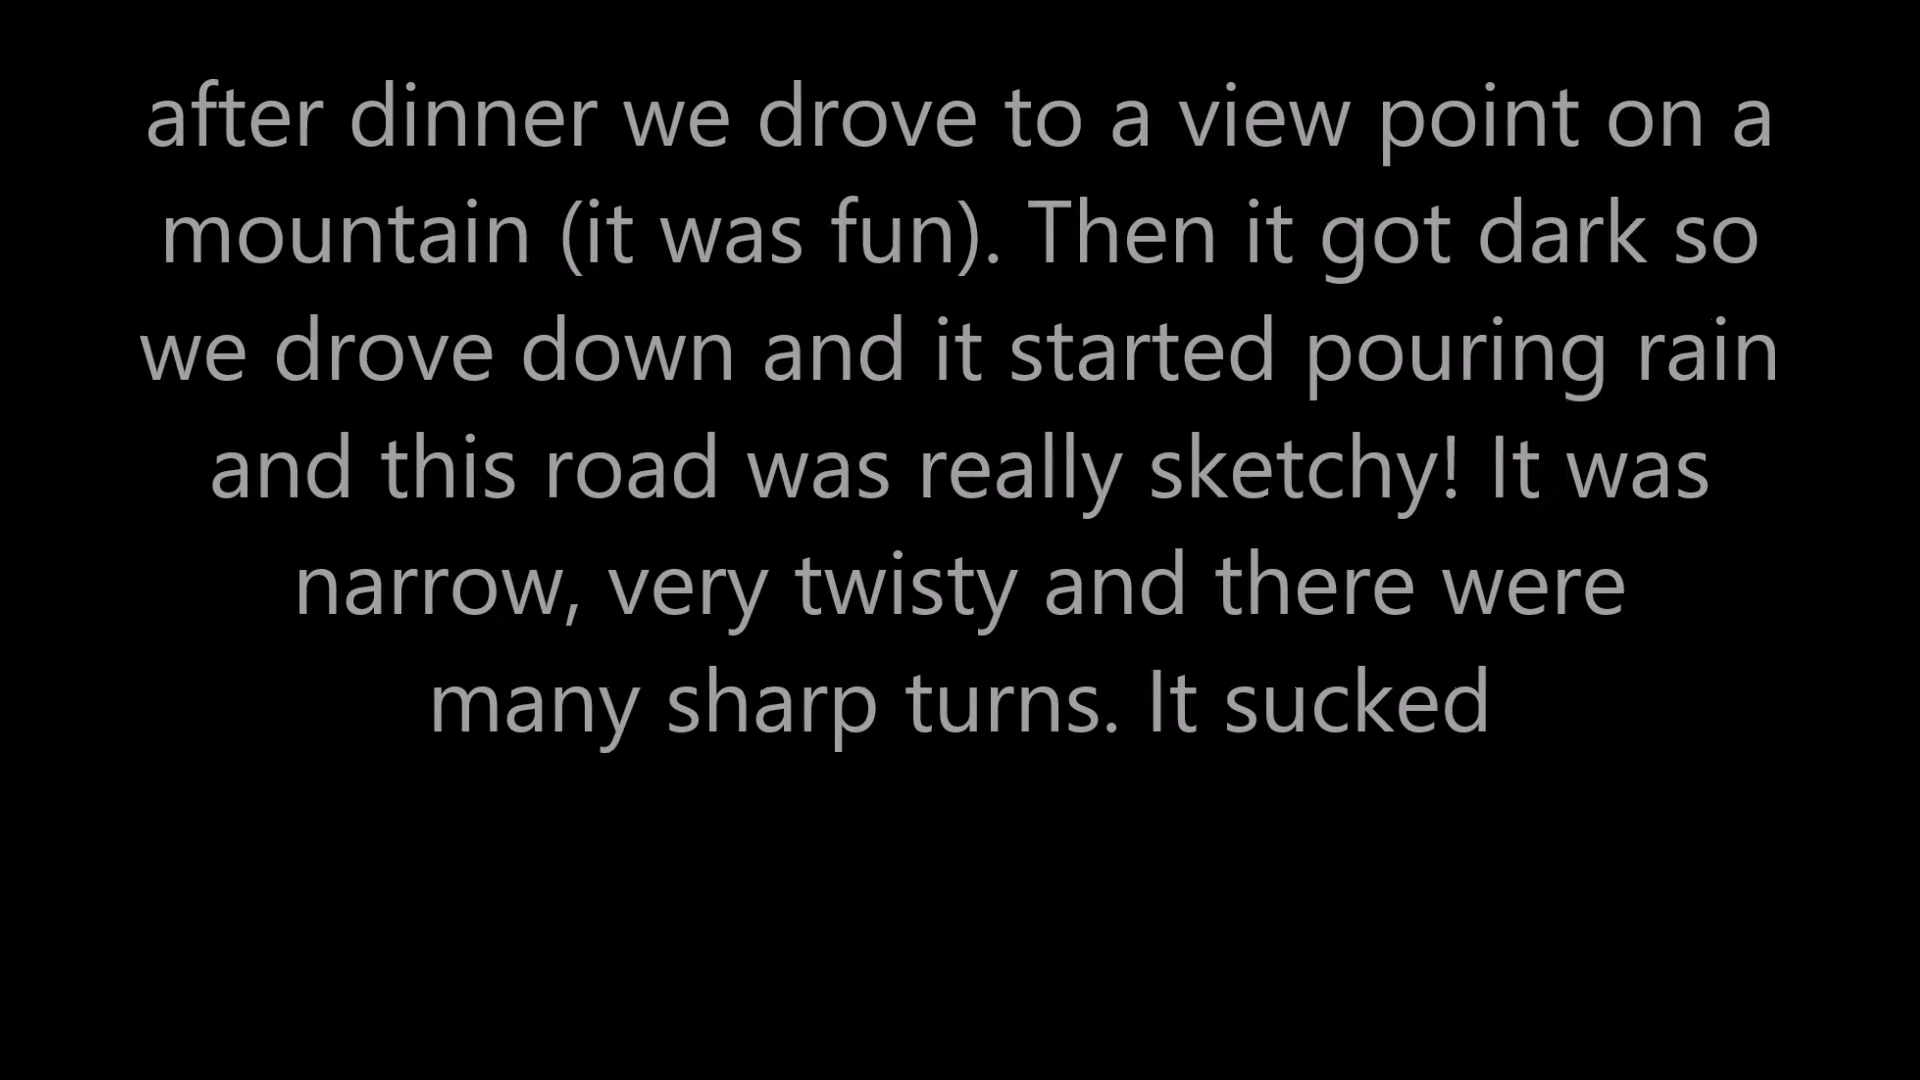 after dinner we drove to a view point on a
mountain (it was fun). Then it got dark so
we drove down and it started pouring rain
and this road was really sketchy! It was
narrow, very twisty and there were
many sharp turns. It sucked